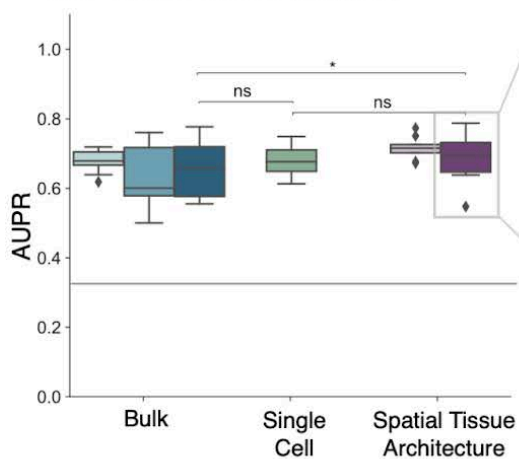 1.0
*
ns
ns
0.8
0.6
AUPR
0.4
0.2
0.0
Bulk
Single
Cell
Spatial Tissue
Architecture